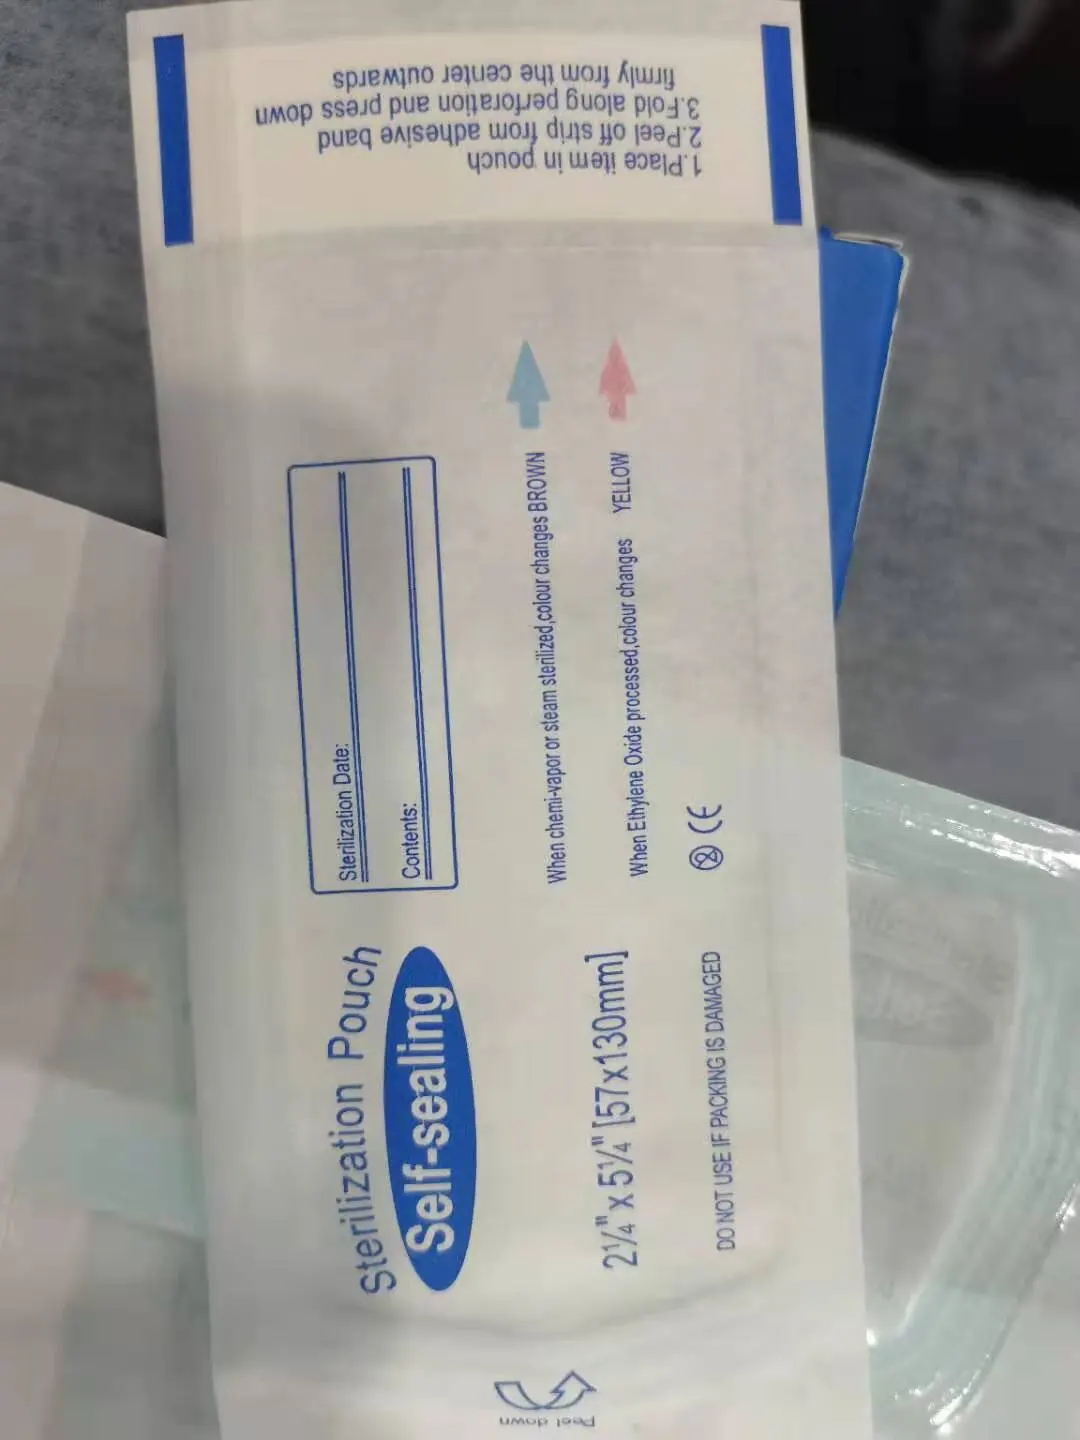 1.Place item in pouch
2.Peel off strip from adhesive band
3.Fold along perforation and press down
firmly from the center outwards
Sterilization Pouch
Self-sealing
Sterilization Date:
Contents:
2¼" x 5¼" [57x130mm]
When chemi-vapor or steam sterilized,colour changes BROWN
When Ethylene Oxide processed,colour changes YELLOW
DO NOT USE IF PACKING IS DAMAGED
2 CE
Peel down